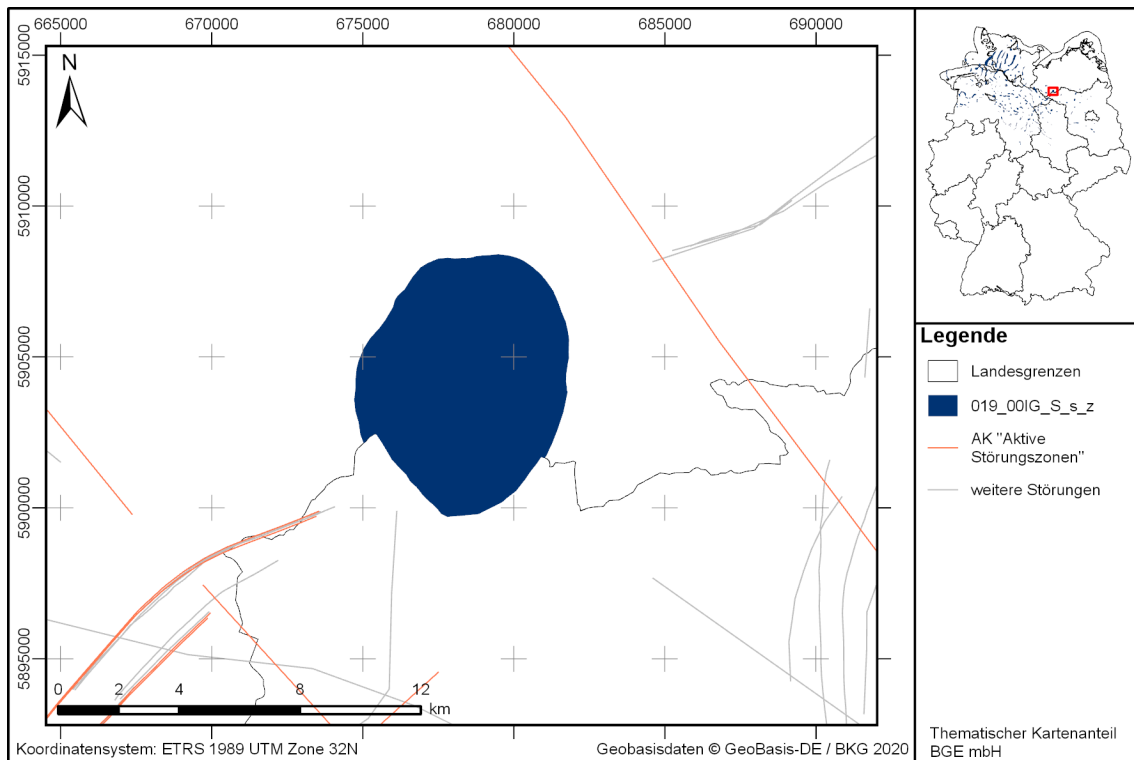 665000 670000 675000 680000 685000 690000
5915000
5910000
5905000
5900000
5895000
N
0 2 4 8 12
km
Koordinatensystem: ETRS 1989 UTM Zone 32N
Geobasisdaten © GeoBasis-DE / BKG 2020
Legende
Landesgrenzen
019_00IG_S_s_z
AK "Aktive
Störungszonen"
weitere Störungen
Thematischer Kartenanteil
BGE mbH